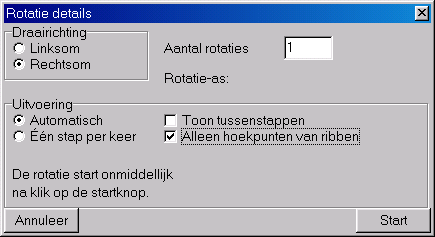 Rotatie details
Draairichting
Linksom
Rechtsom
Aantal rotaties 1
Rotatie-as:
Uitvoering
Automatisch
Één stap per keer
Toon tussenstappen
Alleen hoekpunten van ribben
De rotatie start onmiddellijk
na klik op de startknop.
Annuleer
Start